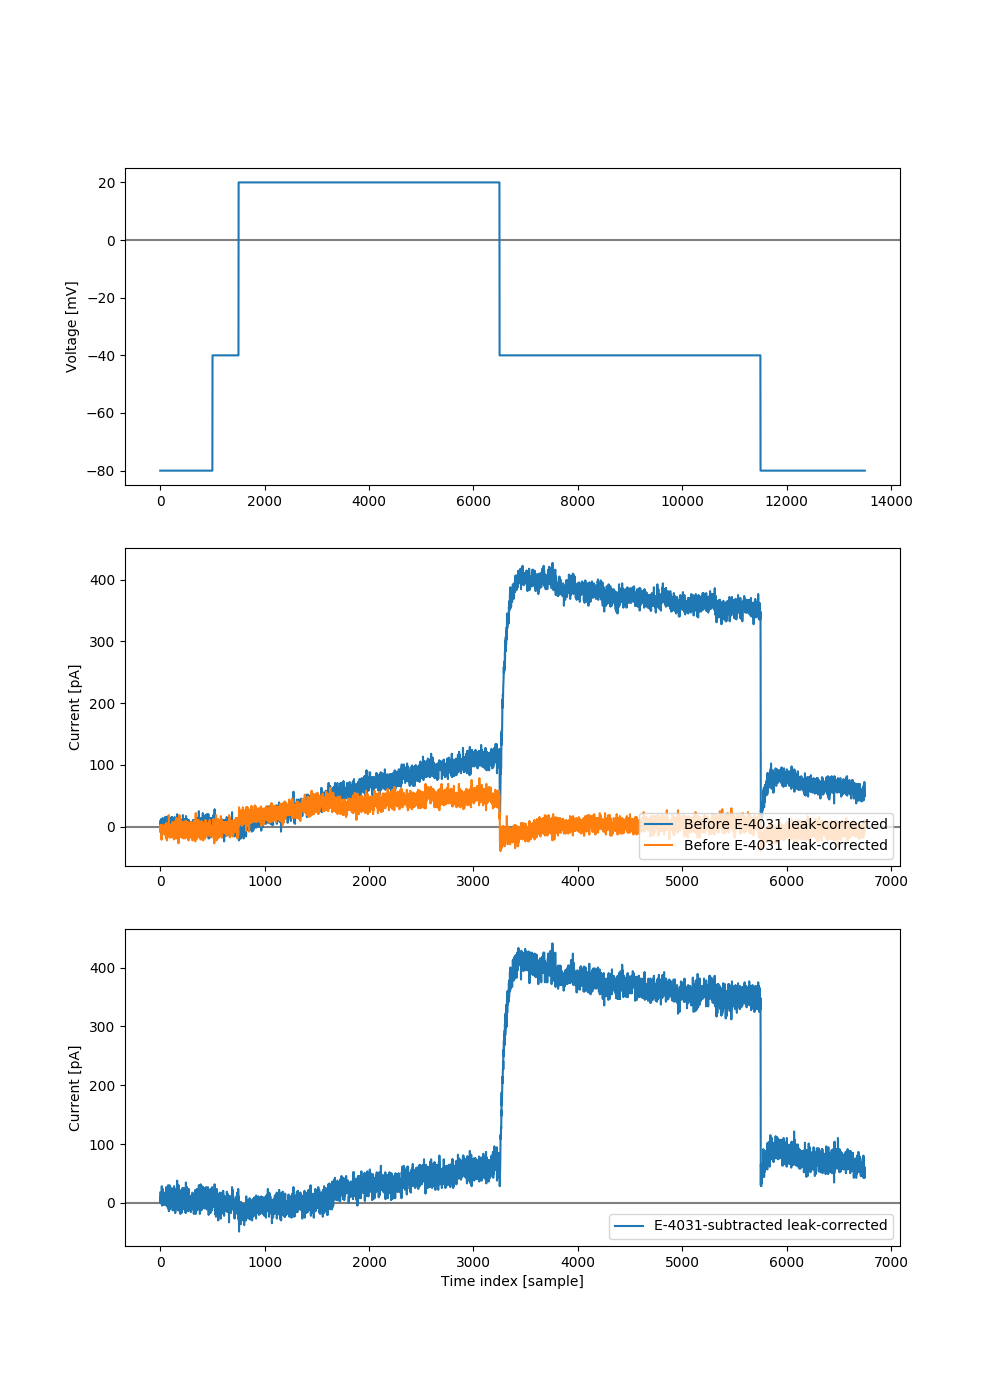 20
0
−20
−40
−60
−80
Voltage [mV]
0 2000 4000 6000 8000 10000 12000 14000
400
300
200
100
0
Current [pA]
Before E-4031 leak-corrected
Before E-4031 leak-corrected
0 1000 2000 3000 4000 5000 6000 7000
400
300
200
100
0
Current [pA]
E-4031-subtracted leak-corrected
0 1000 2000 3000 4000 5000 6000 7000
Time index [sample]